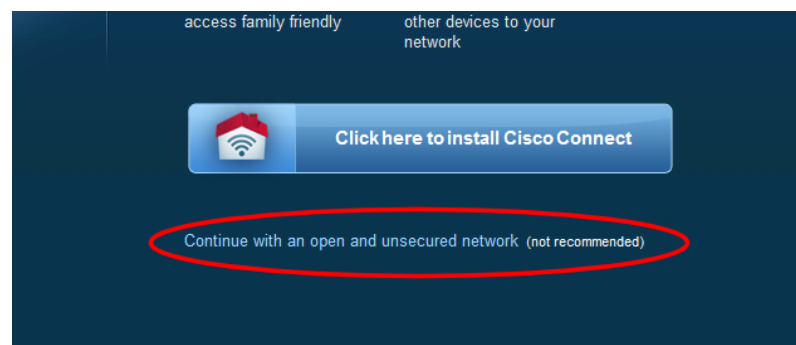 access family friendly
other devices to your
network
Click here to install Cisco Connect
Continue with an open and unsecured network (not recommended)